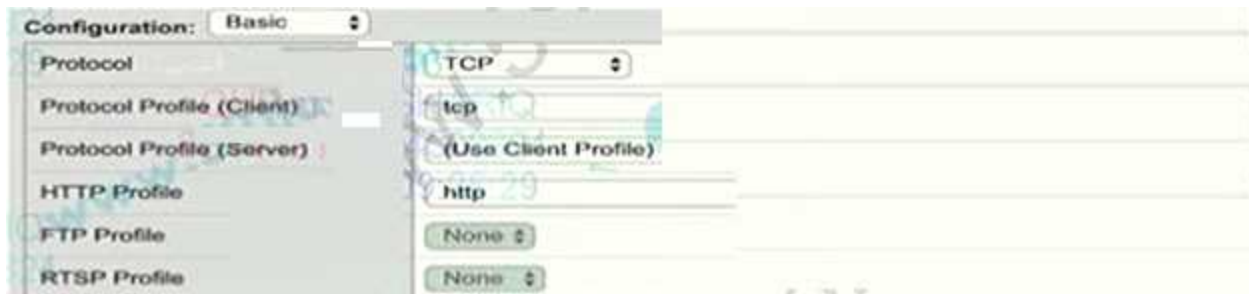 Configuration: Basic
Protocol TCP
Protocol Profile (Client) tcp
Protocol Profile (Server) (Use Client Profile)
HTTP Profile http
FTP Profile None
RTSP Profile None